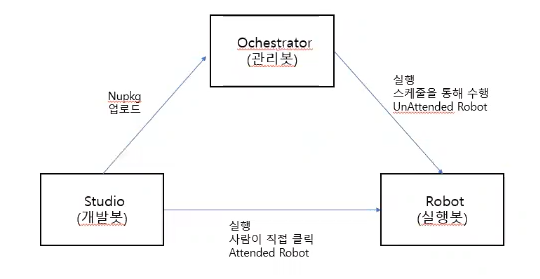 Ochestrator
(관리봇)
Nupkg
업로드
실행
스케줄을 통해 수행
UnAttended Robot
Studio
(개발봇)
Robot
(실행봇)
실행
사람이 직접 클릭
Attended Robot